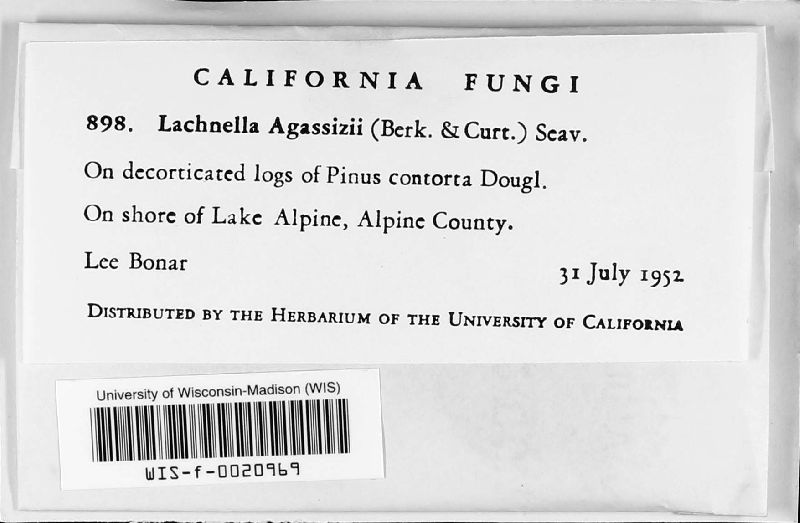 CALIFORNIA FUNGI
898. Lachnella Agassizii (Berk. & Curt.) Seav.
On decorticated logs of Pinus contorta Dougl.
On shore of Lake Alpine, Alpine County.
Lee Bonar 31 July 1952
DISTRIBUTED BY THE HERBARIUM OF THE UNIVERSITY OF CALIFORNIA
University of Wisconsin-Madison (WIS)
WIS-f-0020969